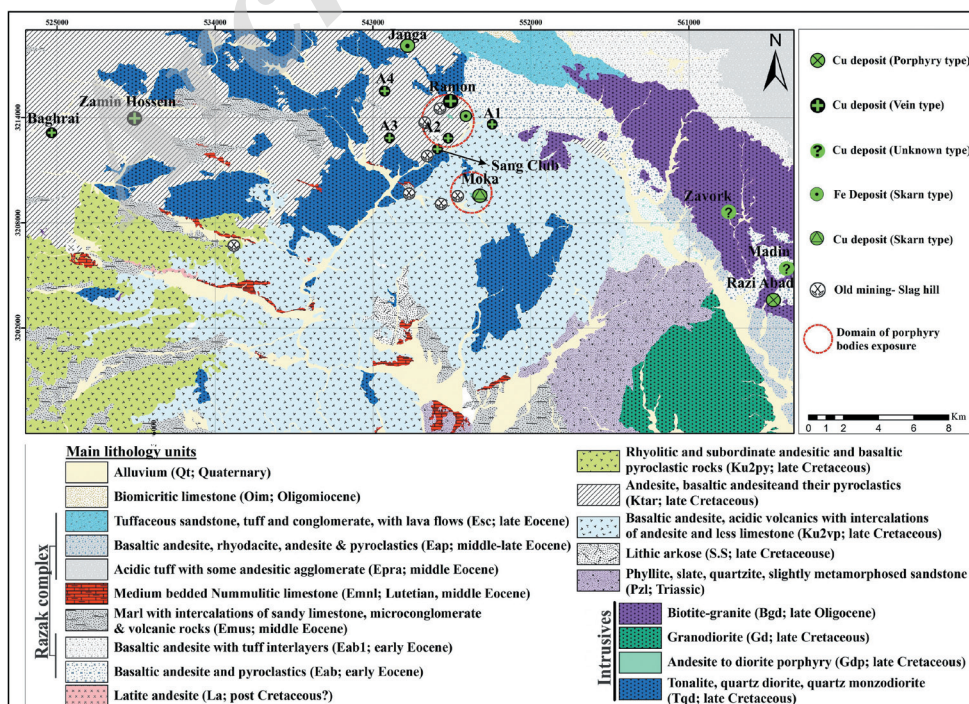 525000 534000 543000 552000 561000
Janga
N
A4
Ramon
Zamin Hossein
3214000
Baghrai
A3
A2
A1
Sang Club
Moka
3208000
Zavork
Madin
Razi Abad
3202000
Cu deposit (Porphyry type)
Cu deposit (Vein type)
Cu deposit (Unknown type)
Fe Deposit (Skarn type)
Cu deposit (Skarn type)
Old mining- Slag hill
Domain of porphyry
bodies exposure
Km
0 1 2 4 6 8
Main lithology units
Alluvium (Qt; Quaternary)
Biomicritic limestone (Oim; Oligomiocene)
Razak complex
Tuffaceous sandstone, tuff and conglomerate, with lava flows (Esc; late Eocene)
Basaltic andesite, rhyodacite, andesite & pyroclastics (Eap; middle-late Eocene)
Acidic tuff with some andesitic agglomerate (Epra; middle Eocene)
Medium bedded Nummulitic limestone (Emnl; Lutetian, middle Eocene)
Marl with intercalations of sandy limestone, microconglomerate
& volcanic rocks (Emus; middle Eocene)
Basaltic andesite with tuff interlayers (Eab1; early Eocene)
Basaltic andesite and pyroclastics (Eab; early Eocene)
Latite andesite (La; post Cretaceous?)
Rhyolitic and subordinate andesitic and basaltic
pyroclastic rocks (Ku2py; late Cretaceous)
Andesite, basaltic andesiteand their pyroclastics
(Ktar; late Cretaceous)
Basaltic andesite, acidic volcanics with intercalations
of andesite and less limestone (Ku2vp; late Cretaceous)
Lithic arkose (S.S; late Cretaceouse)
Phyllite, slate, quartzite, slightly metamorphosed sandstone
(Pzl; Triassic)
Intrusives
Biotite-granite (Bgd; late Oligocene)
Granodiorite (Gd; late Cretaceous)
Andesite to diorite porphyry (Gdp; late Cretaceous)
Tonalite, quartz diorite, quartz monzodiorite
(Tqd; late Cretaceous)